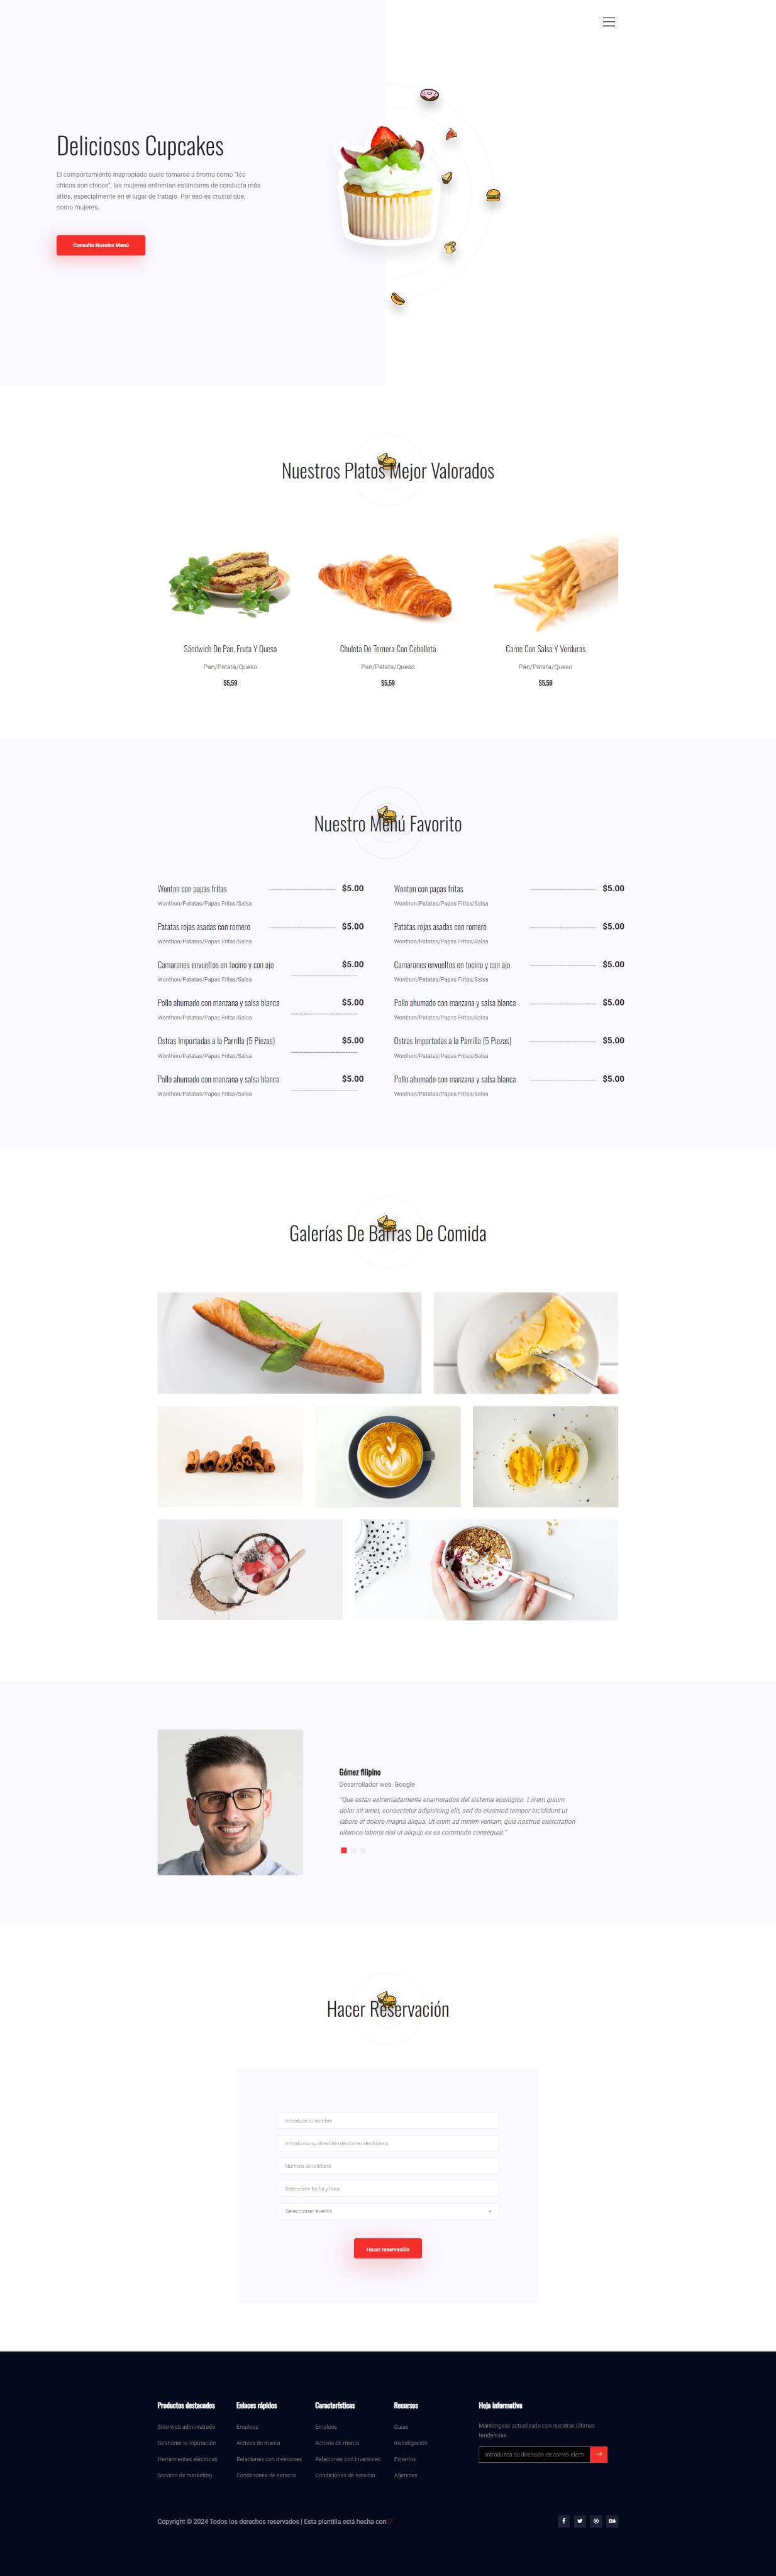 Deliciosos Cupcakes
El comportamiento inapropiado suele tomarse a broma como "los
chicos son chicos", las mujeres enfrentan estándares de conducta más
altos, especialmente en el lugar de trabajo. Por eso es crucial que,
como mujeres,
Consulta Nuestro Menú
Nuestros Platos Mejor Valorados
Sándwich De Pan, Fruta Y Queso
Pan/Patata/Queso
$5,59
Chuleta De Ternera Con Cebolleta
Pan/Patata/Queso
$5,59
Carne Con Salsa Y Verduras
Pan/Patata/Queso
$5,59
Nuestro Menú Favorito
Wonton con papas fritas $5.00
Wonthon/Patatas/Papas Fritas/Salsa
Patatas rojas asadas con romero $5.00
Wonthon/Patatas/Papas Fritas/Salsa
Camarones envueltos en tocino y con ajo $5.00
Wonthon/Patatas/Papas Fritas/Salsa
Pollo ahumado con manzana y salsa blanca $5.00
Wonthon/Patatas/Papas Fritas/Salsa
Ostras Importadas a la Parrilla (5 Piezas) $5.00
Wonthon/Patatas/Papas Fritas/Salsa
Pollo ahumado con manzana y salsa blanca $5.00
Wonthon/Patatas/Papas Fritas/Salsa
Wonton con papas fritas $5.00
Wonthon/Patatas/Papas Fritas/Salsa
Patatas rojas asadas con romero $5.00
Wonthon/Patatas/Papas Fritas/Salsa
Camarones envueltos en tocino y con ajo $5.00
Wonthon/Patatas/Papas Fritas/Salsa
Pollo ahumado con manzana y salsa blanca $5.00
Wonthon/Patatas/Papas Fritas/Salsa
Ostras Importadas a la Parrilla (5 Piezas) $5.00
Wonthon/Patatas/Papas Fritas/Salsa
Pollo ahumado con manzana y salsa blanca $5.00
Wonthon/Patatas/Papas Fritas/Salsa
Galerías De Barras De Comida
Gómez filipino
Desarrollador web, Google
"Que están extremadamente enamorados del sistema ecológico. Lorem ipsum
dolor sit amet, consectetur adipisicing elit, sed do eiusmod tempor incididunt ut
labore et dolore magna aliqua. Ut enim ad minim veniam, quis nostrud exercitation
ullamco laboris nisi ut aliquip ex ea commodo consequat."
Hacer Reservación
Introducir tu nombre
Introduzca su dirección de correo electrónico
Número de teléfono
Seleccione fecha y hora
Seleccionar evento
Hacer reservación
Productos destacados
Sitio web administrado
Gestionar la reputación
Herramientas eléctricas
Servicio de marketing
Enlaces rápidos
Empleos
Activos de marca
Relaciones con inversores
Condiciones de servicio
Características
Empleos
Activos de marca
Relaciones con inversores
Condiciones de servicio
Recursos
Guías
Investigación
Expertos
Agencias
Hoja informativa
Manténgase actualizado con nuestras últimas
tendencias
Introduzca su dirección de correo elect
Copyright © 2024 Todos los derechos reservados | Esta plantilla está hecha con